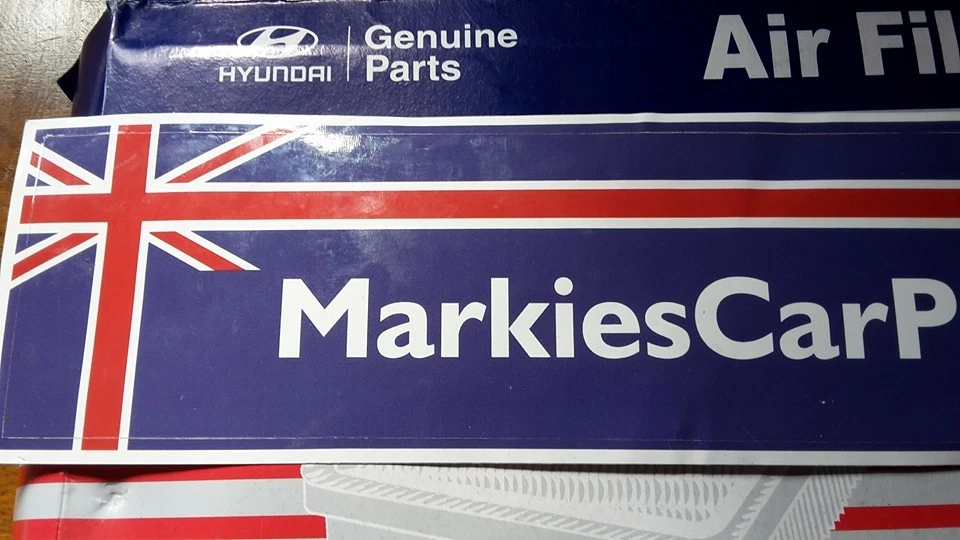 HYUNDAI
Genuine
Parts
Air Fil
MarkiesCarP